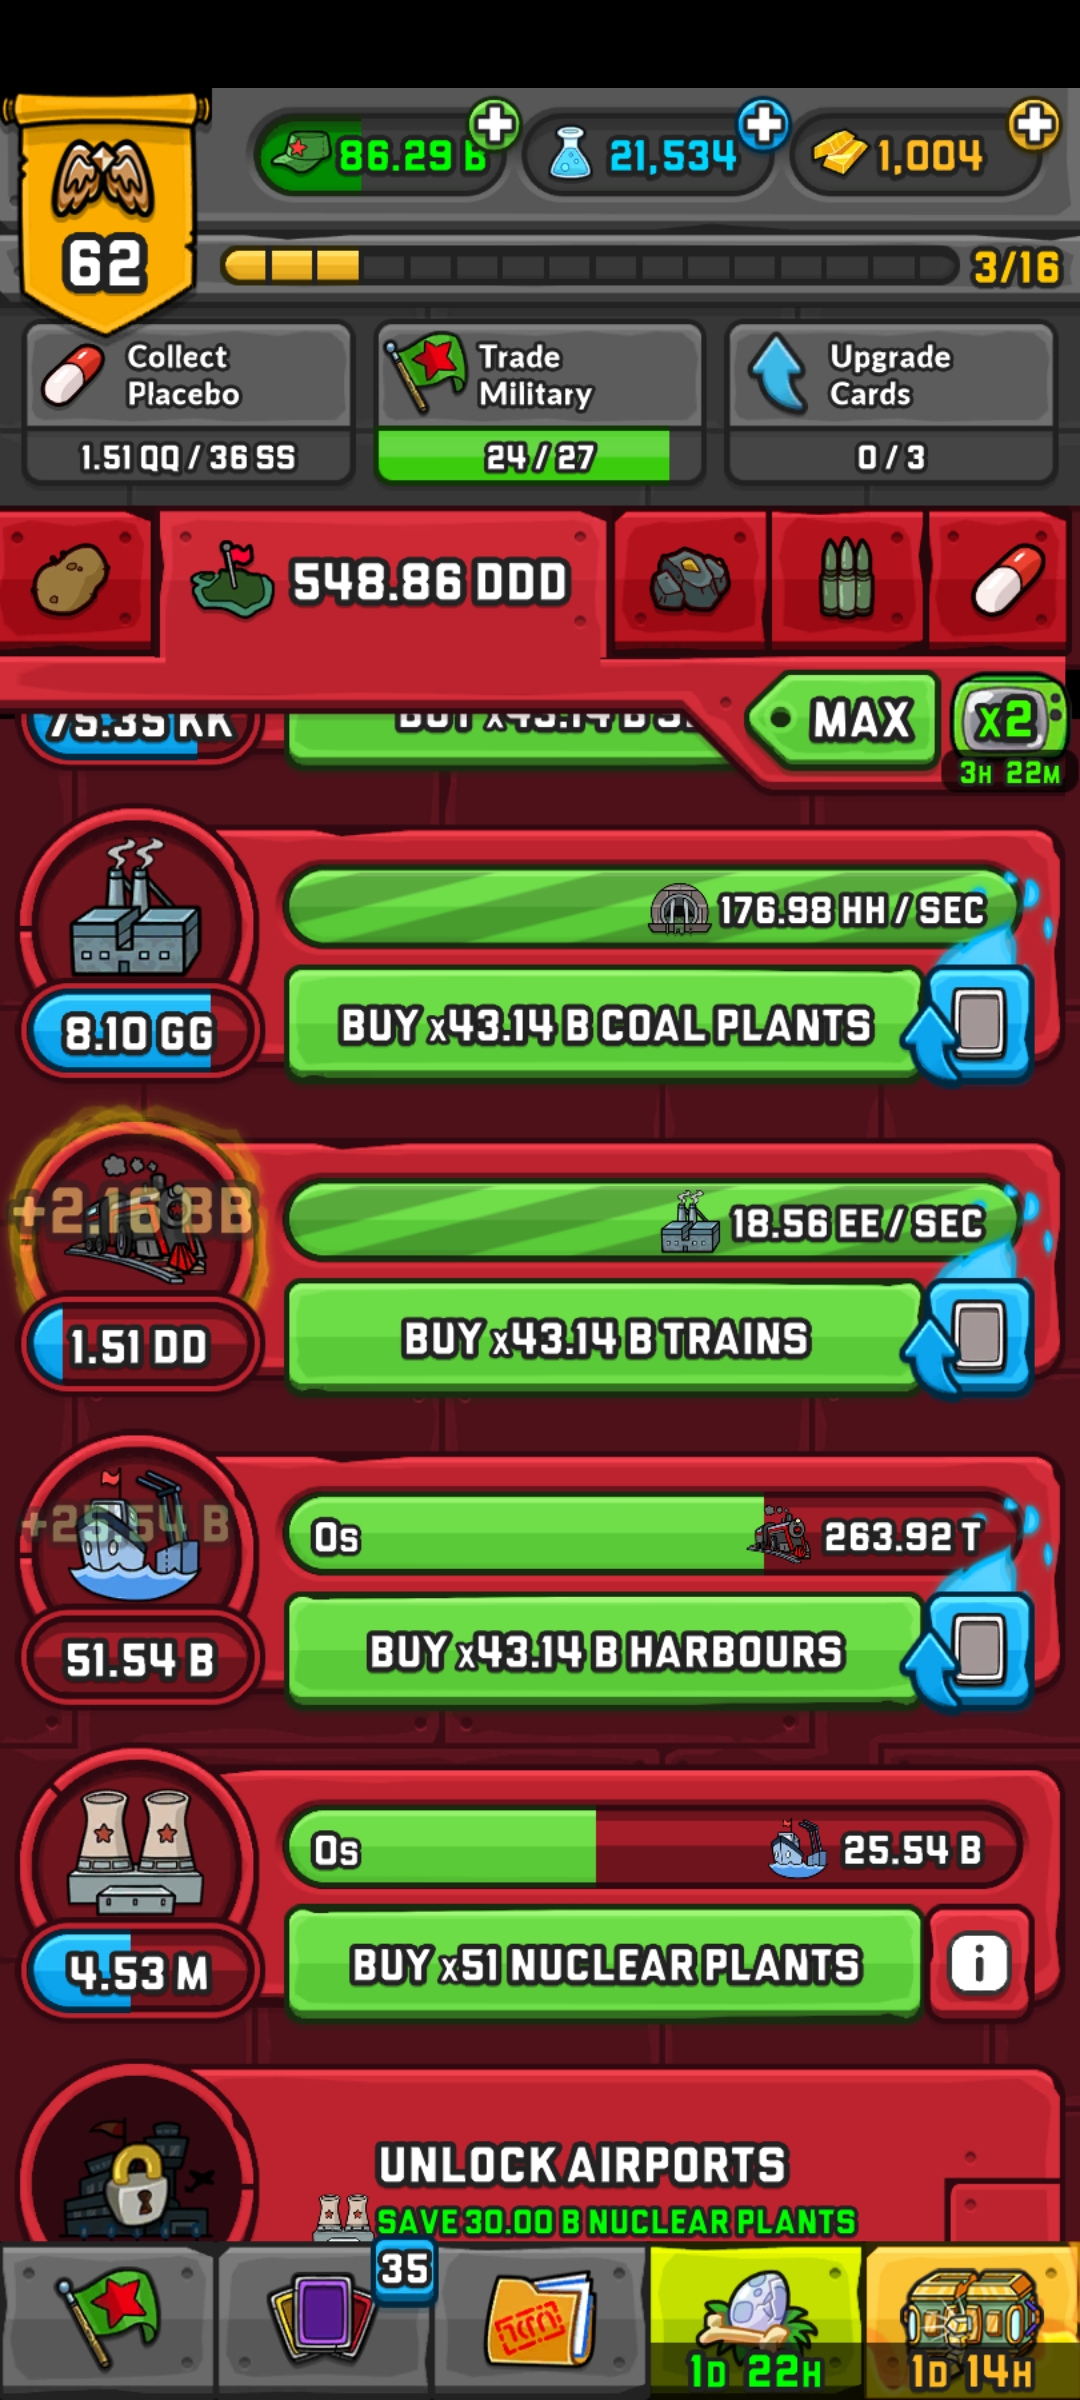 86.29 B
21,534
1,004
62
3/16
Collect
Placebo
1.51 QQ / 36 SS
Trade
Military
24 / 27
Upgrade
Cards
0 / 3
548.86 DDD
MAX
x2
3H 22M
75.35 KK
176.98 HH / SEC
8.10 GG
BUY x43.14 B COAL PLANTS
18.56 EE / SEC
1.51 DD
BUY x43.14 B TRAINS
+25.54 B
0s
263.92 T
51.54 B
BUY x43.14 B HARBOURS
0s
25.54 B
4.53 M
BUY x51 NUCLEAR PLANTS
i
UNLOCK AIRPORTS
SAVE 30.00 B NUCLEAR PLANTS
35
1D 22H
1D 14H